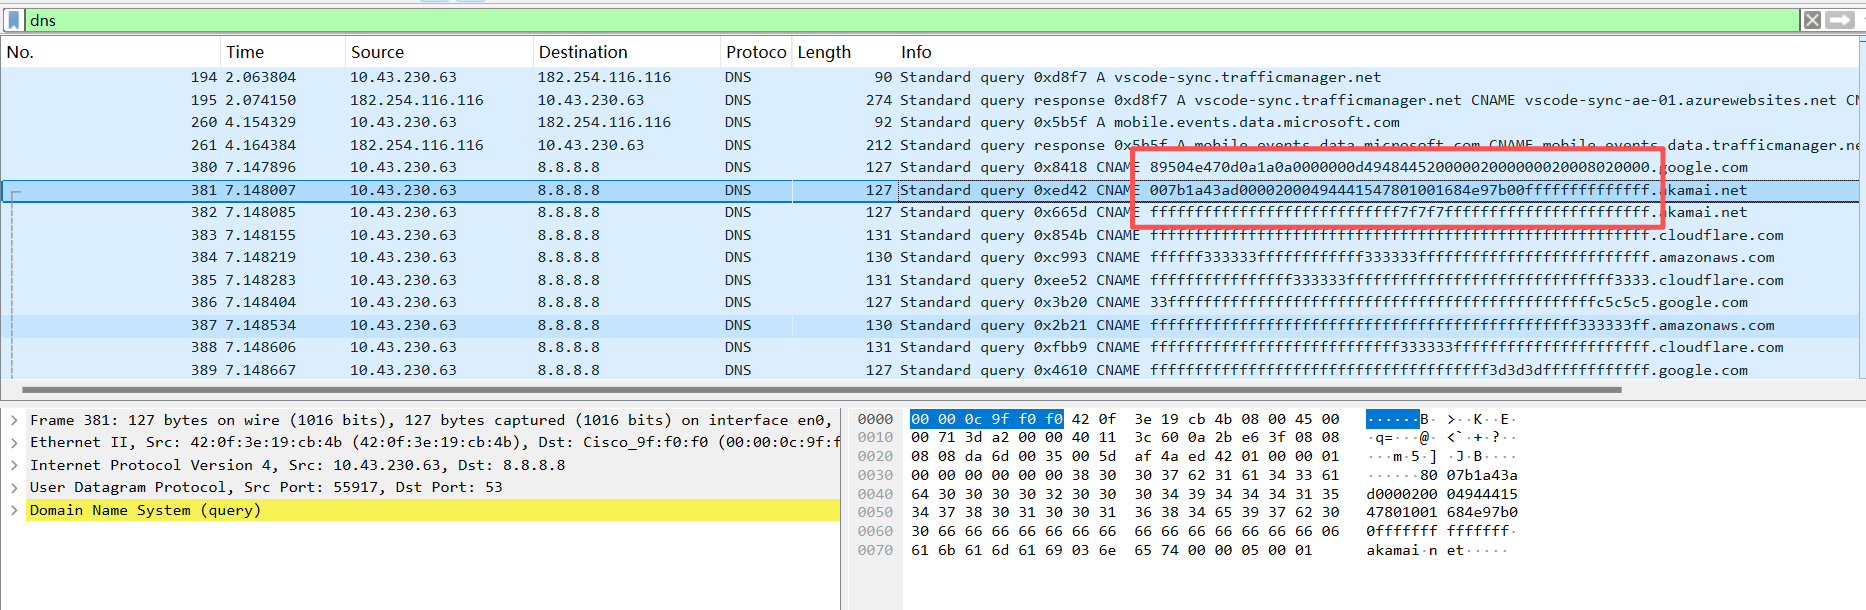 dns
No. Time Source Destination Protoco Length Info
194 2.063804 10.43.230.63 182.254.116.116 DNS 90 Standard query 0xd8f7 A vscode-sync.trafficmanager.net
195 2.074150 182.254.116.116 10.43.230.63 DNS 274 Standard query response 0xd8f7 A vscode-sync.trafficmanager.net CNAME vscode-sync-ae-01.azurewebsites.net CN
260 4.154329 10.43.230.63 182.254.116.116 DNS 92 Standard query 0x5b5f A mobile.events.data.microsoft.com
261 4.164384 182.254.116.116 10.43.230.63 DNS 212 Standard query response 0x5b5f A mobile.events.data.microsoft.com CNAME mobile.events.data.trafficmanager.ne
380 7.147896 10.43.230.63 8.8.8.8 DNS 127 Standard query 0x8418 CNAME 89504e470d0a1a0a0000000d49484452000002000000020008020000.google.com
381 7.148007 10.43.230.63 8.8.8.8 DNS 127 Standard query 0xed42 CNAME 007b1a43ad00002000494441547801001684e97b00ffffffffffffff.akamai.net
382 7.148085 10.43.230.63 8.8.8.8 DNS 127 Standard query 0x665d CNAME ffffffffffffffffffffffffffff7f7f7fffffffffffffffffffffff.akamai.net
383 7.148155 10.43.230.63 8.8.8.8 DNS 131 Standard query 0x854b CNAME ffffffffffffffffffffffffffffffffffffffffffffffffffffffff.cloudflare.com
384 7.148219 10.43.230.63 8.8.8.8 DNS 130 Standard query 0xc993 CNAME ffffff333333ffffffffffff333333ffffffffffffffffffffffffff.amazonaws.com
385 7.148283 10.43.230.63 8.8.8.8 DNS 131 Standard query 0xee52 CNAME ffffffffffffffff333333ffffffffffffffffffffffffffffff3333.cloudflare.com
386 7.148404 10.43.230.63 8.8.8.8 DNS 127 Standard query 0x3b20 CNAME 33ffffffffffffffffffffffffffffffffffffffffffffffffc5c5c5.google.com
387 7.148534 10.43.230.63 8.8.8.8 DNS 130 Standard query 0x2b21 CNAME ffffffffffffffffffffffffffffffffffffffffffffffff333333ff.amazonaws.com
388 7.148606 10.43.230.63 8.8.8.8 DNS 131 Standard query 0xfbb9 CNAME ffffffffffffffffffffffffffff333333ffffffffffffffffffffff.cloudflare.com
389 7.148667 10.43.230.63 8.8.8.8 DNS 127 Standard query 0x4610 CNAME ffffffffffffffffffffffffffffffffffffff3d3d3dffffffffffff.google.com
Frame 381: 127 bytes on wire (1016 bits), 127 bytes captured (1016 bits) on interface en0,
Ethernet II, Src: 42:0f:3e:19:cb:4b (42:0f:3e:19:cb:4b), Dst: Cisco_9f:f0:f0 (00:00:0c:9f:f
Internet Protocol Version 4, Src: 10.43.230.63, Dst: 8.8.8.8
User Datagram Protocol, Src Port: 55917, Dst Port: 53
Domain Name System (query)
0000 00 00 0c 9f f0 f0 42 0f 3e 19 cb 4b 08 00 45 00 ······B· >··K··E·
0010 00 71 3d a2 00 00 40 11 3c 60 0a 2b e6 3f 08 08 ·q=···@· <`·+·?··
0020 08 08 da 6d 00 35 00 5d af 4a ed 42 01 00 00 01 ···m·5·] ·J·B····
0030 00 00 00 00 00 00 38 30 30 37 62 31 61 34 33 61 ······80 07b1a43a
0040 64 30 30 30 30 32 30 30 30 34 39 34 34 34 31 35 d0000200 04944415
0050 34 37 38 30 31 30 30 31 36 38 34 65 39 37 62 30 47801001 684e97b0
0060 30 66 66 66 66 66 66 66 66 66 66 66 66 66 66 06 0fffffff fffffff·
0070 61 6b 61 6d 61 69 03 6e 65 74 00 00 05 00 01 akamai·n et·····